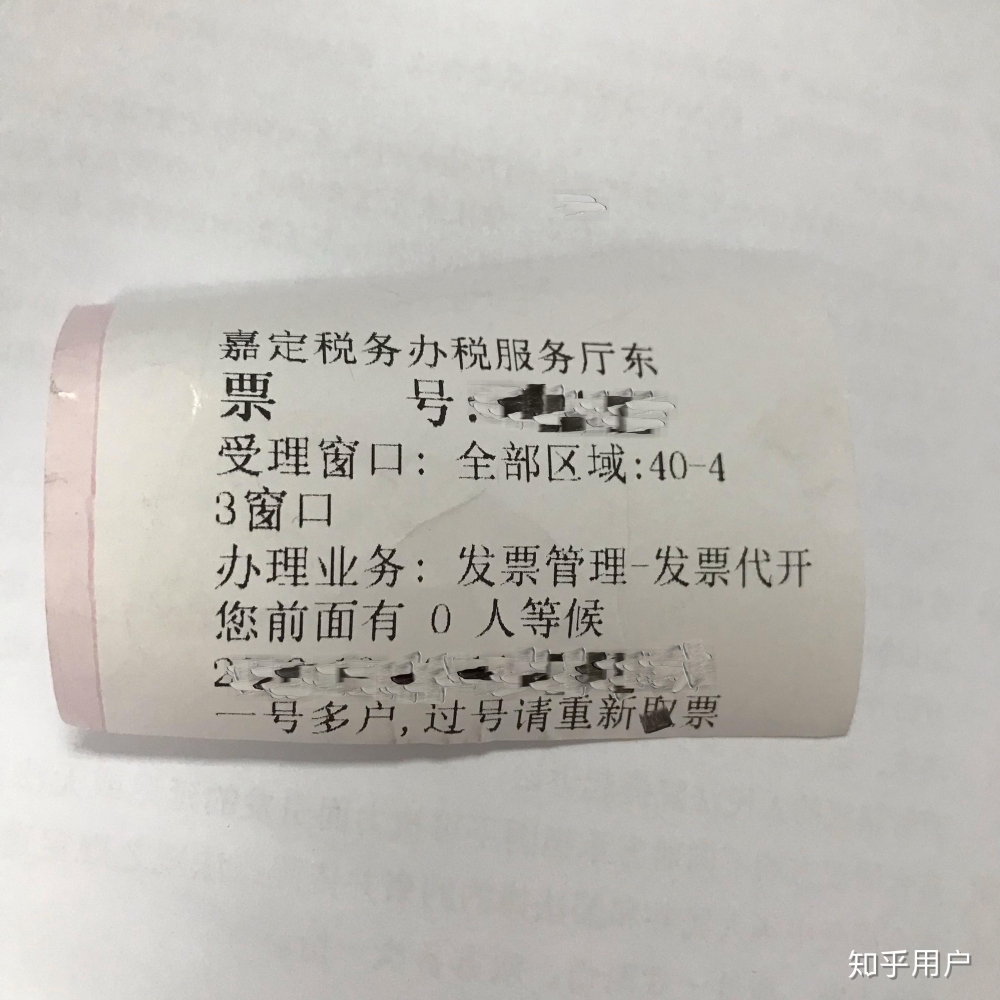 嘉定税务办税服务厅东
票 号:
受理窗口: 全部区域:40-4
3窗口
办理业务: 发票管理-发票代开
您前面有 0 人等候
2
一号多户,过号请重新取票
知乎用户